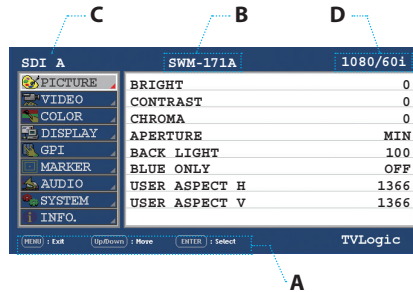 C B D
SDI A SWM-171A 1080/60i
PICTURE
VIDEO
COLOR
DISPLAY
GPI
MARKER
AUDIO
SYSTEM
INFO.
BRIGHT 0
CONTRAST 0
CHROMA 0
APERTURE MIN
BACK LIGHT 100
BLUE ONLY OFF
USER ASPECT H 1366
USER ASPECT V 1366
MENU : Exit Up/Down : Move ENTER : Select TVLogic
A